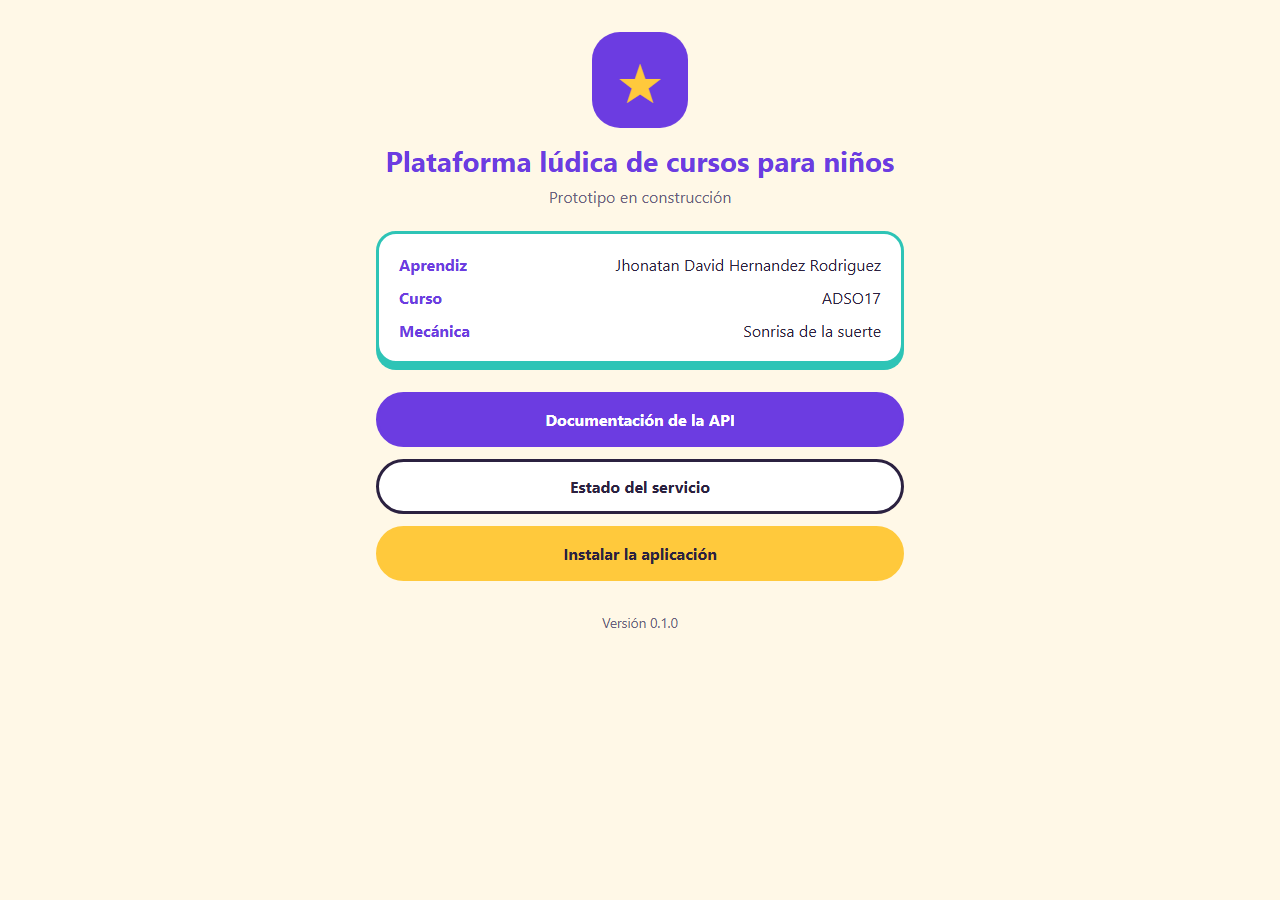 Plataforma lúdica de cursos para niños
Prototipo en construcción
Aprendiz Jhonatan David Hernandez Rodriguez
Curso ADSO17
Mecánica Sonrisa de la suerte
Documentación de la API
Estado del servicio
Instalar la aplicación
Versión 0.1.0